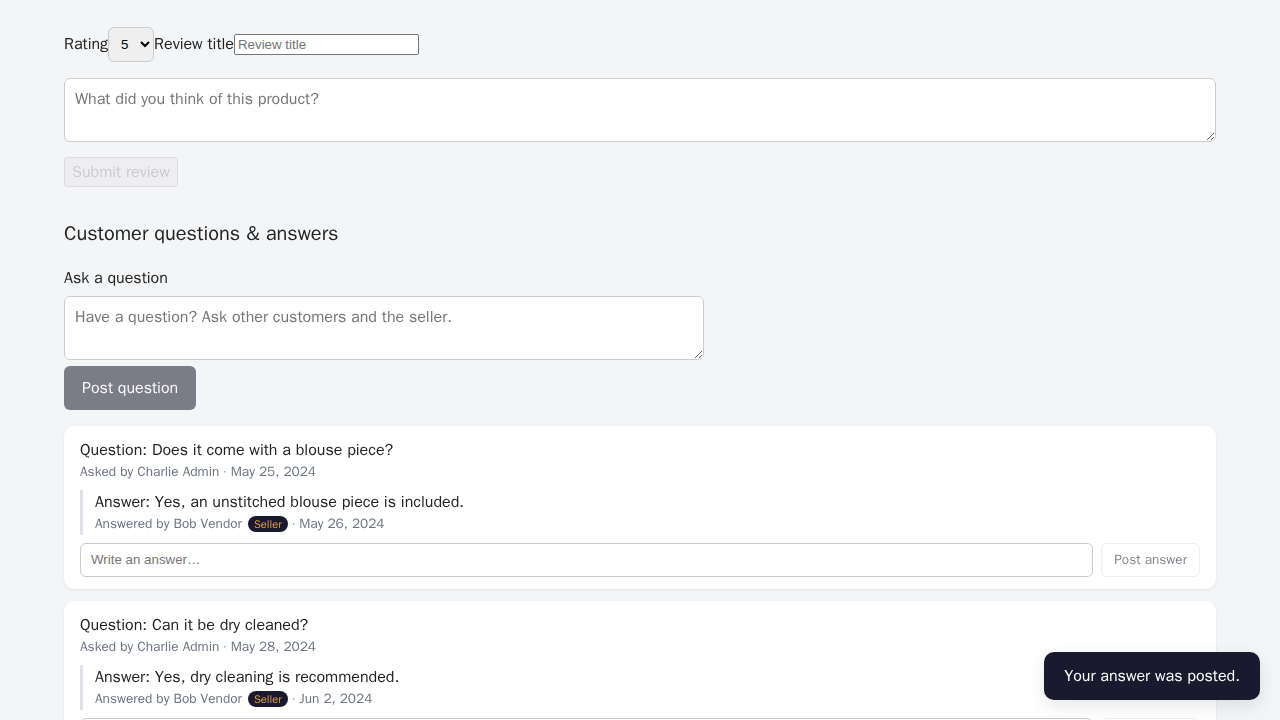 Rating 5 Review title Review title
What did you think of this product?
Submit review
Customer questions & answers
Ask a question
Have a question? Ask other customers and the seller.
Post question
Question: Does it come with a blouse piece?
Asked by Charlie Admin · May 25, 2024
Answer: Yes, an unstitched blouse piece is included.
Answered by Bob Vendor Seller · May 26, 2024
Write an answer… Post answer
Question: Can it be dry cleaned?
Asked by Charlie Admin · May 28, 2024
Answer: Yes, dry cleaning is recommended.
Answered by Bob Vendor Seller · Jun 2, 2024
Your answer was posted.